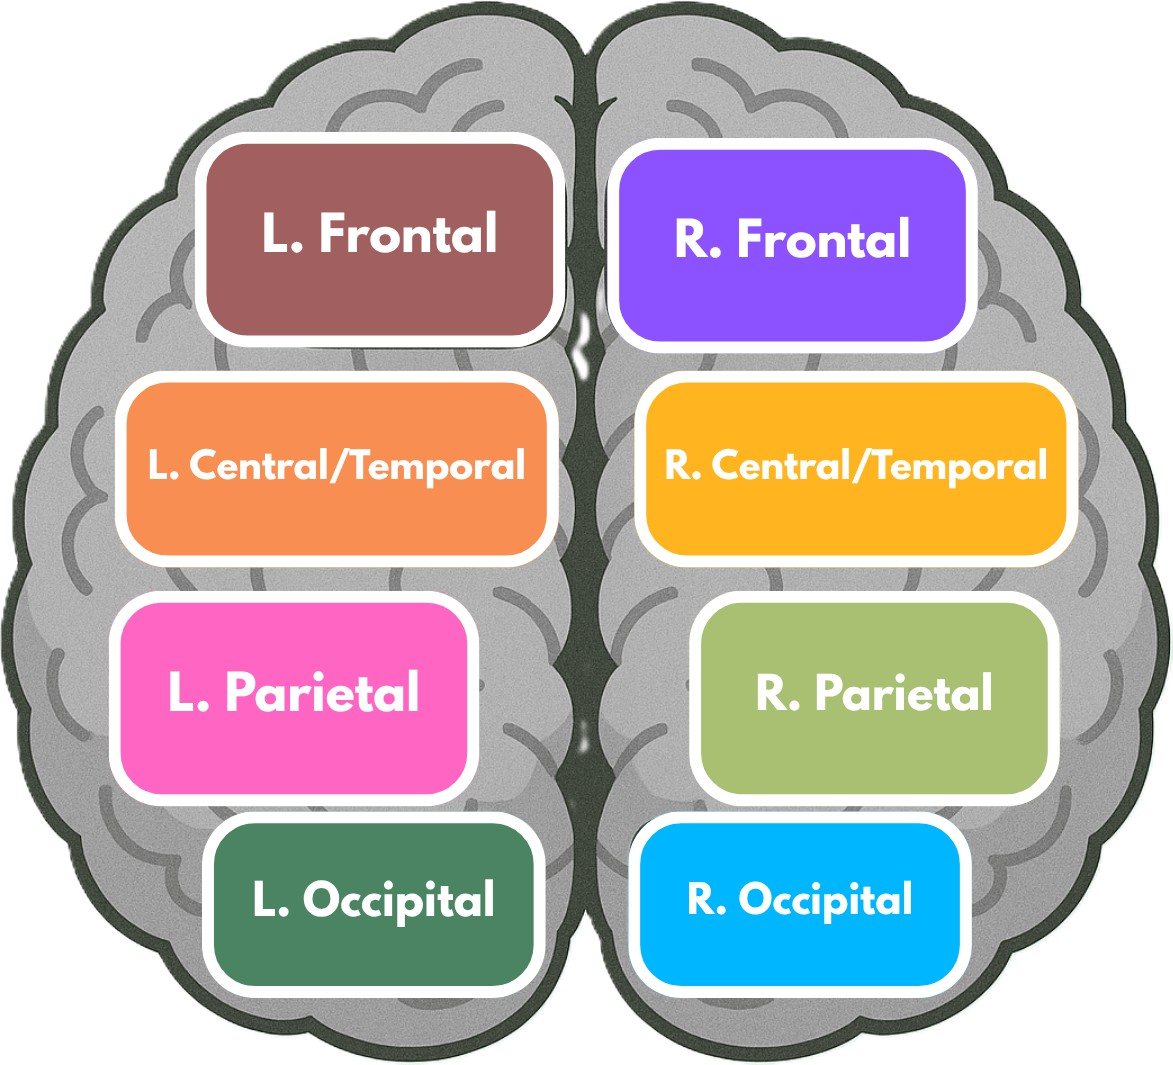 L. Frontal
R. Frontal
L. Central/Temporal
R. Central/Temporal
L. Parietal
R. Parietal
L. Occipital
R. Occipital